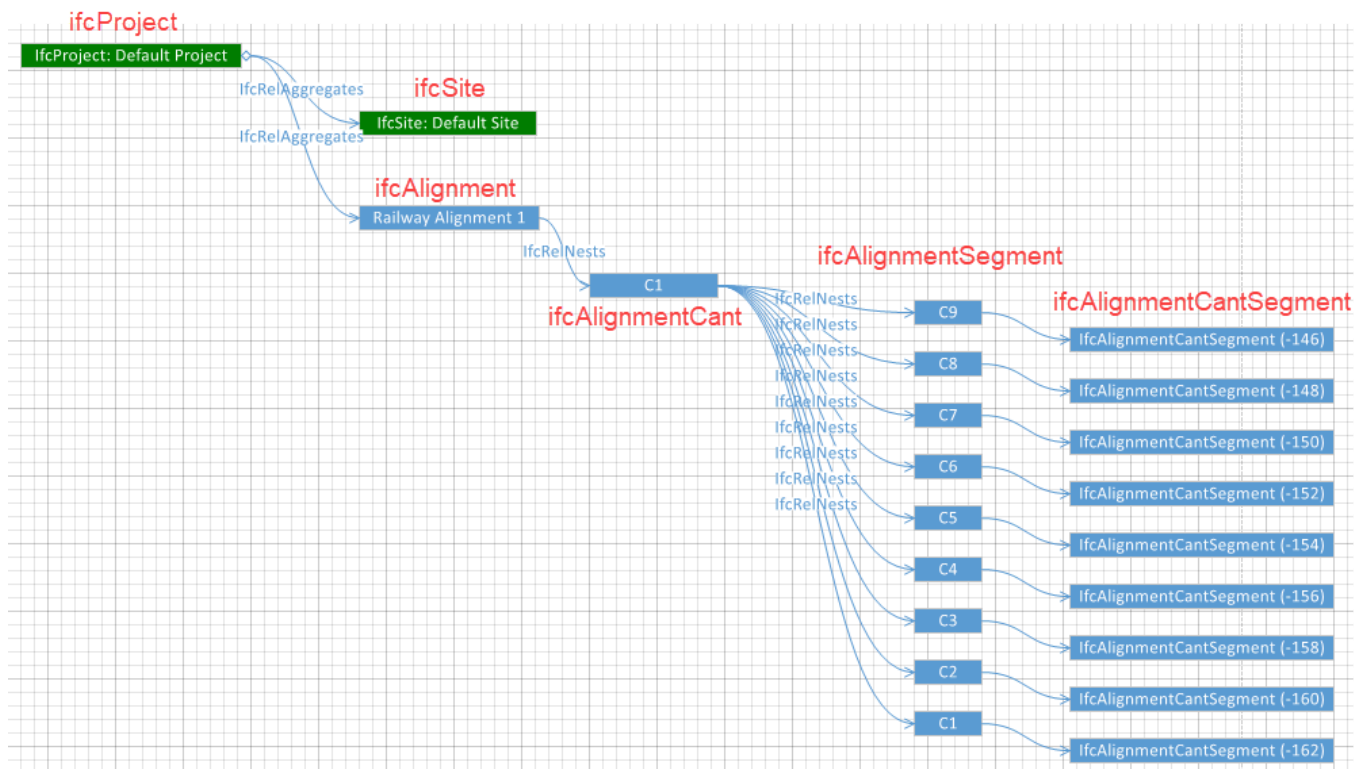 ifcProject
IfcProject: Default Project
IfcRelAggregates
ifcSite
IfcSite: Default Site
IfcRelAggregates
ifcAlignment
Railway Alignment 1
IfcRelNests
C1
ifcAlignmentCant
ifcAlignmentSegment
ifcAlignmentCantSegment
IfcRelNests
IfcRelNests
IfcRelNests
IfcRelNests
IfcRelNests
IfcRelNests
IfcRelNests
IfcRelNests
IfcRelNests
C9
IfcAlignmentCantSegment (-146)
C8
IfcAlignmentCantSegment (-148)
C7
IfcAlignmentCantSegment (-150)
C6
IfcAlignmentCantSegment (-152)
C5
IfcAlignmentCantSegment (-154)
C4
IfcAlignmentCantSegment (-156)
C3
IfcAlignmentCantSegment (-158)
C2
IfcAlignmentCantSegment (-160)
C1
IfcAlignmentCantSegment (-162)